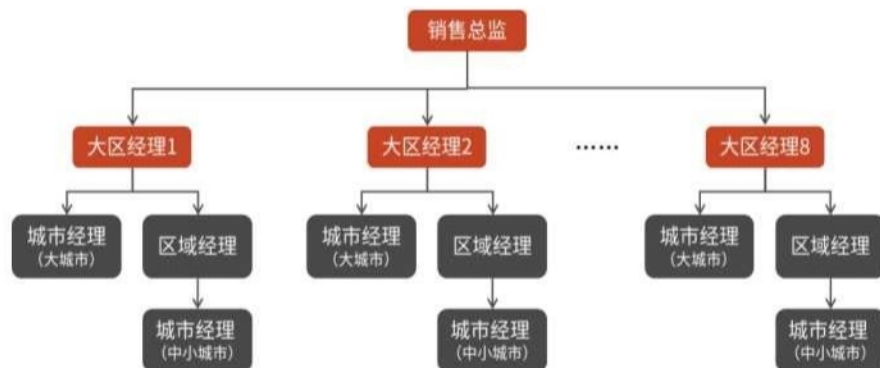 销售总监
大区经理1
大区经理2
……
大区经理8
城市经理
（大城市）
区域经理
城市经理
（大城市）
区域经理
城市经理
（大城市）
区域经理
城市经理
（中小城市）
城市经理
（中小城市）
城市经理
（中小城市）